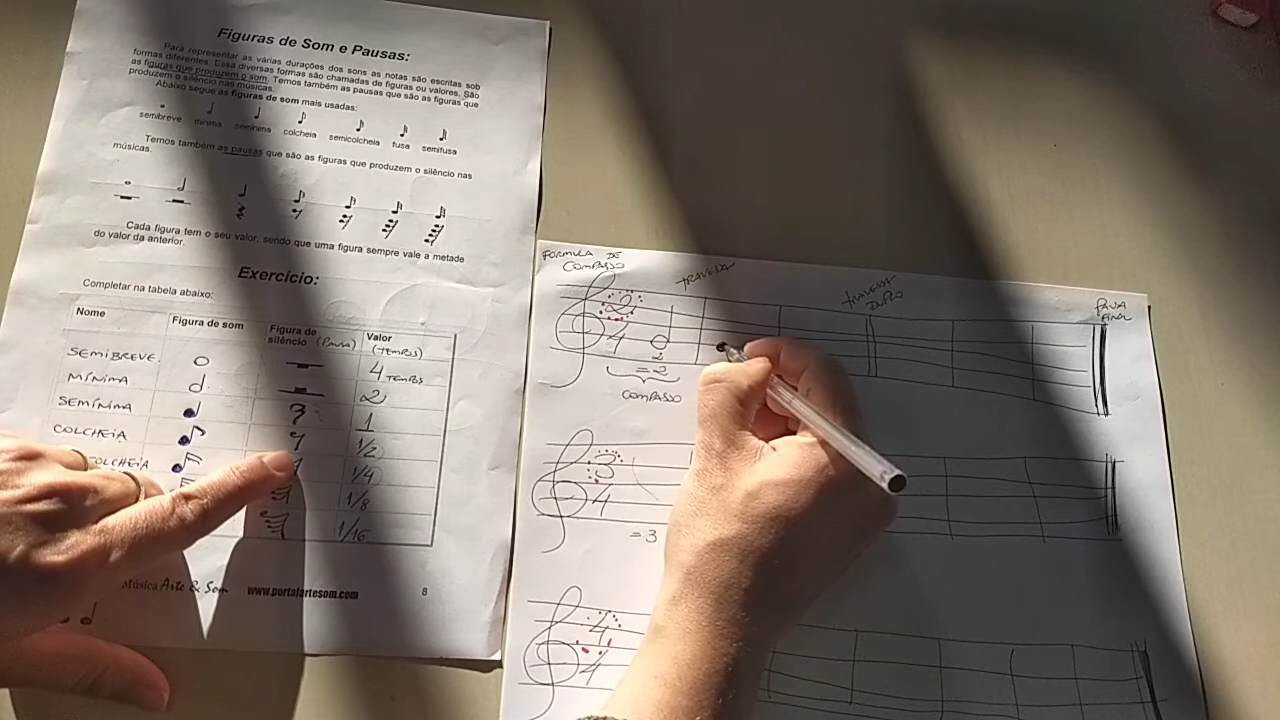 Figuras de Som e Pausas:
Para representar as várias durações dos sons as notas são escritas sob
formas diferentes. Essa diversas formas são chamadas de figuras ou valores. São
as figuras que produzem o som. Temos também as pausas que são as figuras que
produzem o silêncio nas músicas.
Abaixo segue as figuras de som mais usadas:
semibreve mínima semínima colcheia semicolcheia fusa semifusa
Temos também as pausas que são as figuras que produzem o silêncio nas
músicas.
Cada figura tem o seu valor, sendo que uma figura sempre vale a metade
do valor da anterior.
Exercício:
Completar na tabela abaixo:
Nome Figura de som Figura de silêncio (PAUSA) Valor (TEMPOS)
SEMIBREVE 4 TEMPOS
MÍNIMA 2
SEMÍNIMA 1
COLCHEIA 1/2
OLCHEIA 1/4
1/8
1/16
Música Arte & Som www.portalartesom.com 8
FÓRMULA DE
COMPASSO
TRAVESSA
TRAVESSA
DUPLO
PAUSA
FINAL
2
4
2
=2
COMPASSO
3
4
=3
4
4